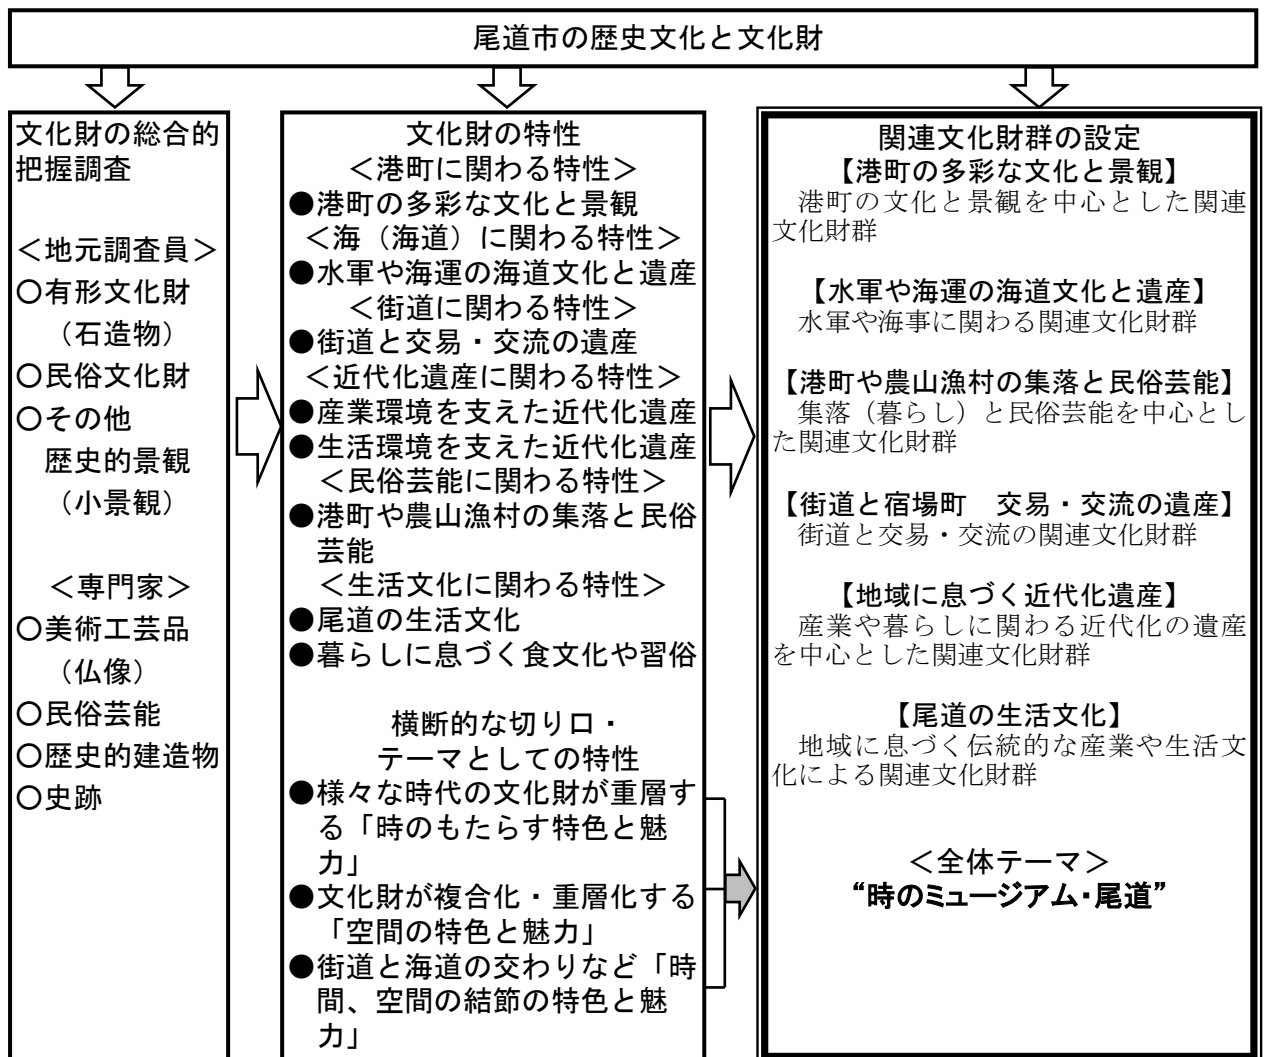 尾道市の歴史文化と文化財
文化財の総合的
把握調査
＜地元調査員＞
○有形文化財
（石造物）
○民俗文化財
○その他
歴史的景観
（小景観）
＜専門家＞
○美術工芸品
（仏像）
○民俗芸能
○歴史的建造物
○史跡
文化財の特性
＜港町に関わる特性＞
●港町の多彩な文化と景観
＜海（海道）に関わる特性＞
●水軍や海運の海道文化と遺産
＜街道に関わる特性＞
●街道と交易・交流の遺産
＜近代化遺産に関わる特性＞
●産業環境を支えた近代化遺産
●生活環境を支えた近代化遺産
＜民俗芸能に関わる特性＞
●港町や農山漁村の集落と民俗
芸能
＜生活文化に関わる特性＞
●尾道の生活文化
●暮らしに息づく食文化や習俗
横断的な切り口・
テーマとしての特性
●様々な時代の文化財が重層す
る「時のもたらす特色と魅
力」
●文化財が複合化・重層化する
「空間の特色と魅力」
●街道と海道の交わりなど「時
間、空間の結節の特色と魅
力」
関連文化財群の設定
【港町の多彩な文化と景観】
港町の文化と景観を中心とした関連
文化財群
【水軍や海運の海道文化と遺産】
水軍や海事に関わる関連文化財群
【港町や農山漁村の集落と民俗芸能】
集落（暮らし）と民俗芸能を中心とし
た関連文化財群
【街道と宿場町　交易・交流の遺産】
街道と交易・交流の関連文化財群
【地域に息づく近代化遺産】
産業や暮らしに関わる近代化の遺産
を中心とした関連文化財群
【尾道の生活文化】
地域に息づく伝統的な産業や生活文
化による関連文化財群
＜全体テーマ＞
“時のミュージアム・尾道”